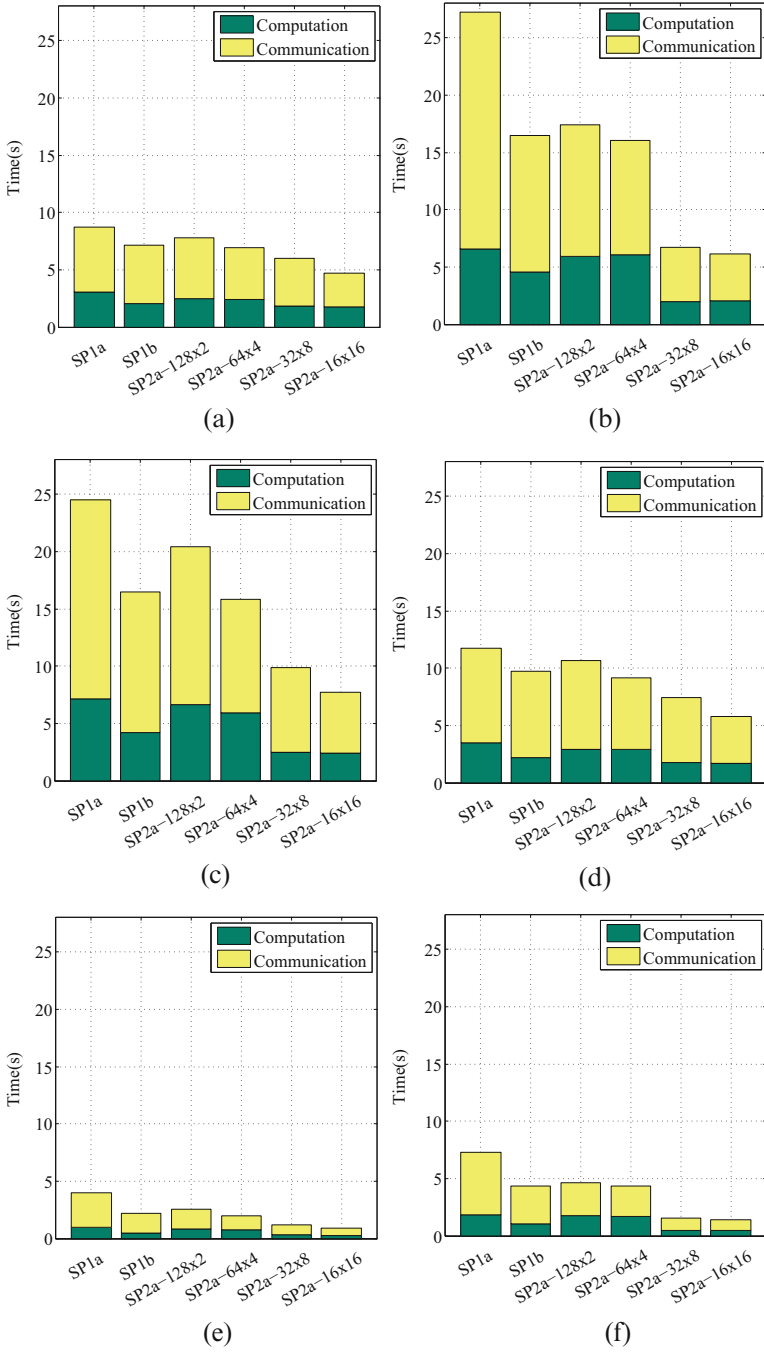 25
20
15
10
5
0
Time(s)
Computation
Communication
SP1a
SP1b
SP2a−128x2
SP2a−64x4
SP2a−32x8
SP2a−16x16
(a)
25
20
15
10
5
0
Time(s)
Computation
Communication
SP1a
SP1b
SP2a−128x2
SP2a−64x4
SP2a−32x8
SP2a−16x16
(b)
25
20
15
10
5
0
Time(s)
Computation
Communication
SP1a
SP1b
SP2a−128x2
SP2a−64x4
SP2a−32x8
SP2a−16x16
(c)
25
20
15
10
5
0
Time(s)
Computation
Communication
SP1a
SP1b
SP2a−128x2
SP2a−64x4
SP2a−32x8
SP2a−16x16
(d)
25
20
15
10
5
0
Time(s)
Computation
Communication
SP1a
SP1b
SP2a−128x2
SP2a−64x4
SP2a−32x8
SP2a−16x16
(e)
25
20
15
10
5
0
Time(s)
Computation
Communication
SP1a
SP1b
SP2a−128x2
SP2a−64x4
SP2a−32x8
SP2a−16x16
(f)